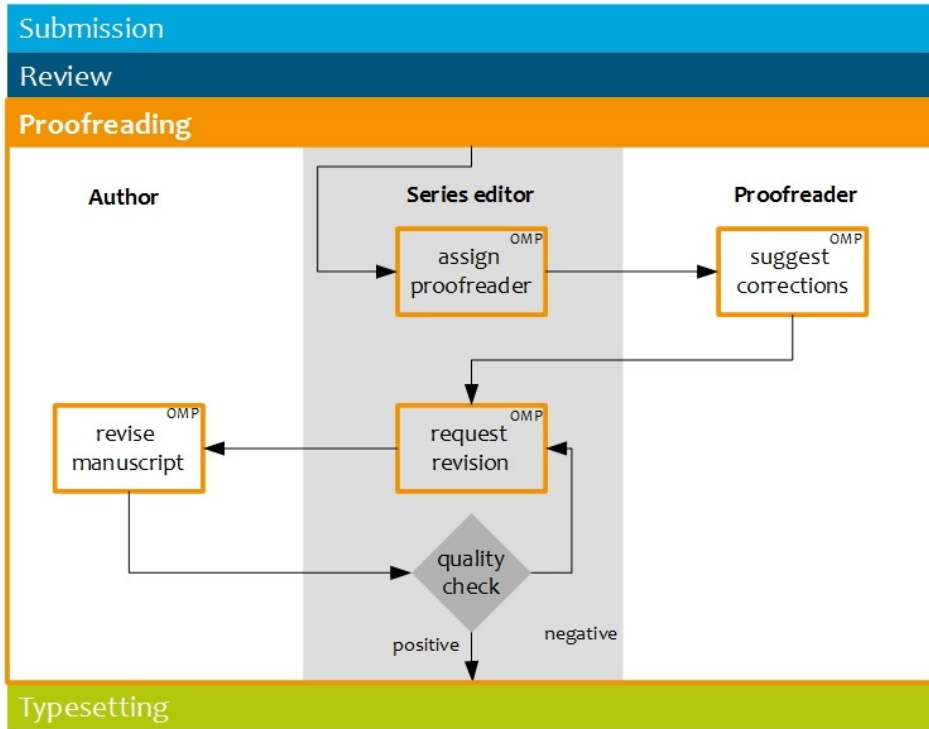 Submission
Review
Proofreading
Author
Series editor
Proofreader
OMP
assign
proofreader
OMP
suggest
corrections
OMP
revise
manuscript
OMP
request
revision
quality
check
positive
negative
Typesetting